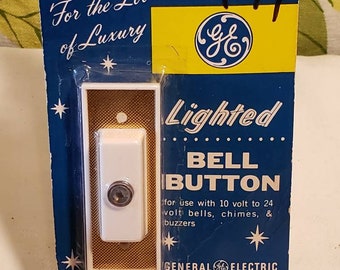 For the Lo
of Luxury
GE
Lighted
BELL
BUTTON
for use with 10 volt to 24
volt bells, chimes, &
buzzers
GENERAL GE ELECTRIC